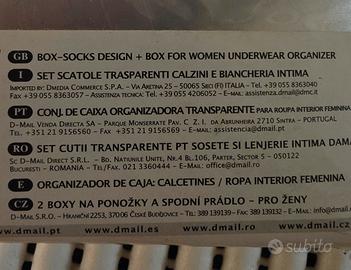 GB BOX-SOCKS DESIGN + BOX FOR WOMEN UNDERWEAR ORGANIZER
I SET SCATOLE TRASPARENTI CALZINI E BIANCHERIA INTIMA
IMPORTED BY: DMEDIA COMMERCE S.P.A. - VIA ARETINA 25 - 50065 SIECI (FI) ITALIA - TEL. +39 055 8363040
FAX +39 055 8363057 - ASSISTENZA TECNICA: TEL. +39 055 4206052 - E-MAIL: assistenza@dmc.it
PT CONJ. DE CAIXA ORGANIZADORA TRANSPARENTE PARA ROUPA INTERIOR FEMININA
D-MAIL VENDA DIRECTA SA - PARQUE MONSERRATE PAV. C. Z. I. DA ABRUNHEIRA 2710 SINTRA - PORTUGAL
TEL. +351 21 9156560 - FAX +351 21 9156569 - E-MAIL: assistencia@dmail.pt
RO SET CUTII TRANSPARENTE PT SOSETE SI LENJERIE INTIMA DAMA
SC D-MAIL DIRECT S.R.L. - BD. NATIUNILE UNITE, NR.4 BL.106, PARTER, SECTOR 5 - 050122
BUCURESTI - ROMANIA - TEL/FAX. 021 3360444 - E-MAIL: office@dmail.ro
E ORGANIZADOR DE CAJA: CALCETINES / ROPA INTERIOR FEMENINA
CZ 2 BOXY NA PONOŽKY A SPODNÍ PRÁDLO - PRO ŽENY
D-MAIL S.R.O. - HRANIČNÍ 2253, 37006 ČESKÉ BUDĚJOVICE - TEL: 389 139139- FAX: 389 139132 - E-MAIL: info@dmail
www.dmail.it www.dmail.es www.dmail.pt www.dmail.ro www.dmail.cz
subito